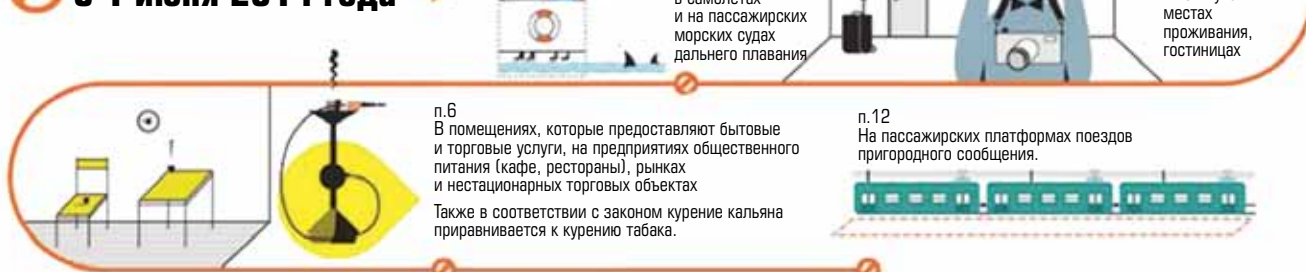 с 1 июня 2014 года
и на пассажирских
морских судах
дальнего плавания
местах
проживания,
гостиницах
п.6
В помещениях, которые предоставляют бытовые
и торговые услуги, на предприятиях общественного
питания (кафе, рестораны), рынках
и нестационарных торговых объектах
Также в соответствии с законом курение кальяна
приравнивается к курению табака.
п.12
На пассажирских платформах поездов
пригородного сообщения.